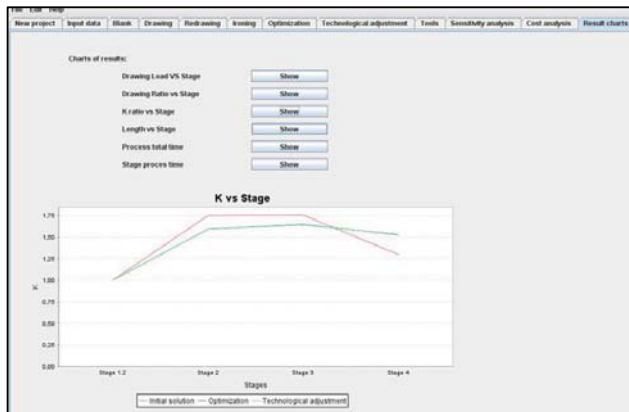 File Edit Help
New project Input data Blank Drawing Redrawing Ironing Optimization Technological adjustment Tools Sensitivity analysis Cost analysis Result charts
Charts of results:
Drawing Load VS Stage Show
Drawing Ratio vs Stage Show
K ratio vs Stage Show
Length vs Stage Show
Process total time Show
Stage proces time Show
K vs Stage
1.75
1.50
1.25
1.00
0.75
0.50
0.25
0.00
K
Stage 1.2 Stage 2 Stage 3 Stage 4
Stages
Initial solution Optimization Technological adjustment